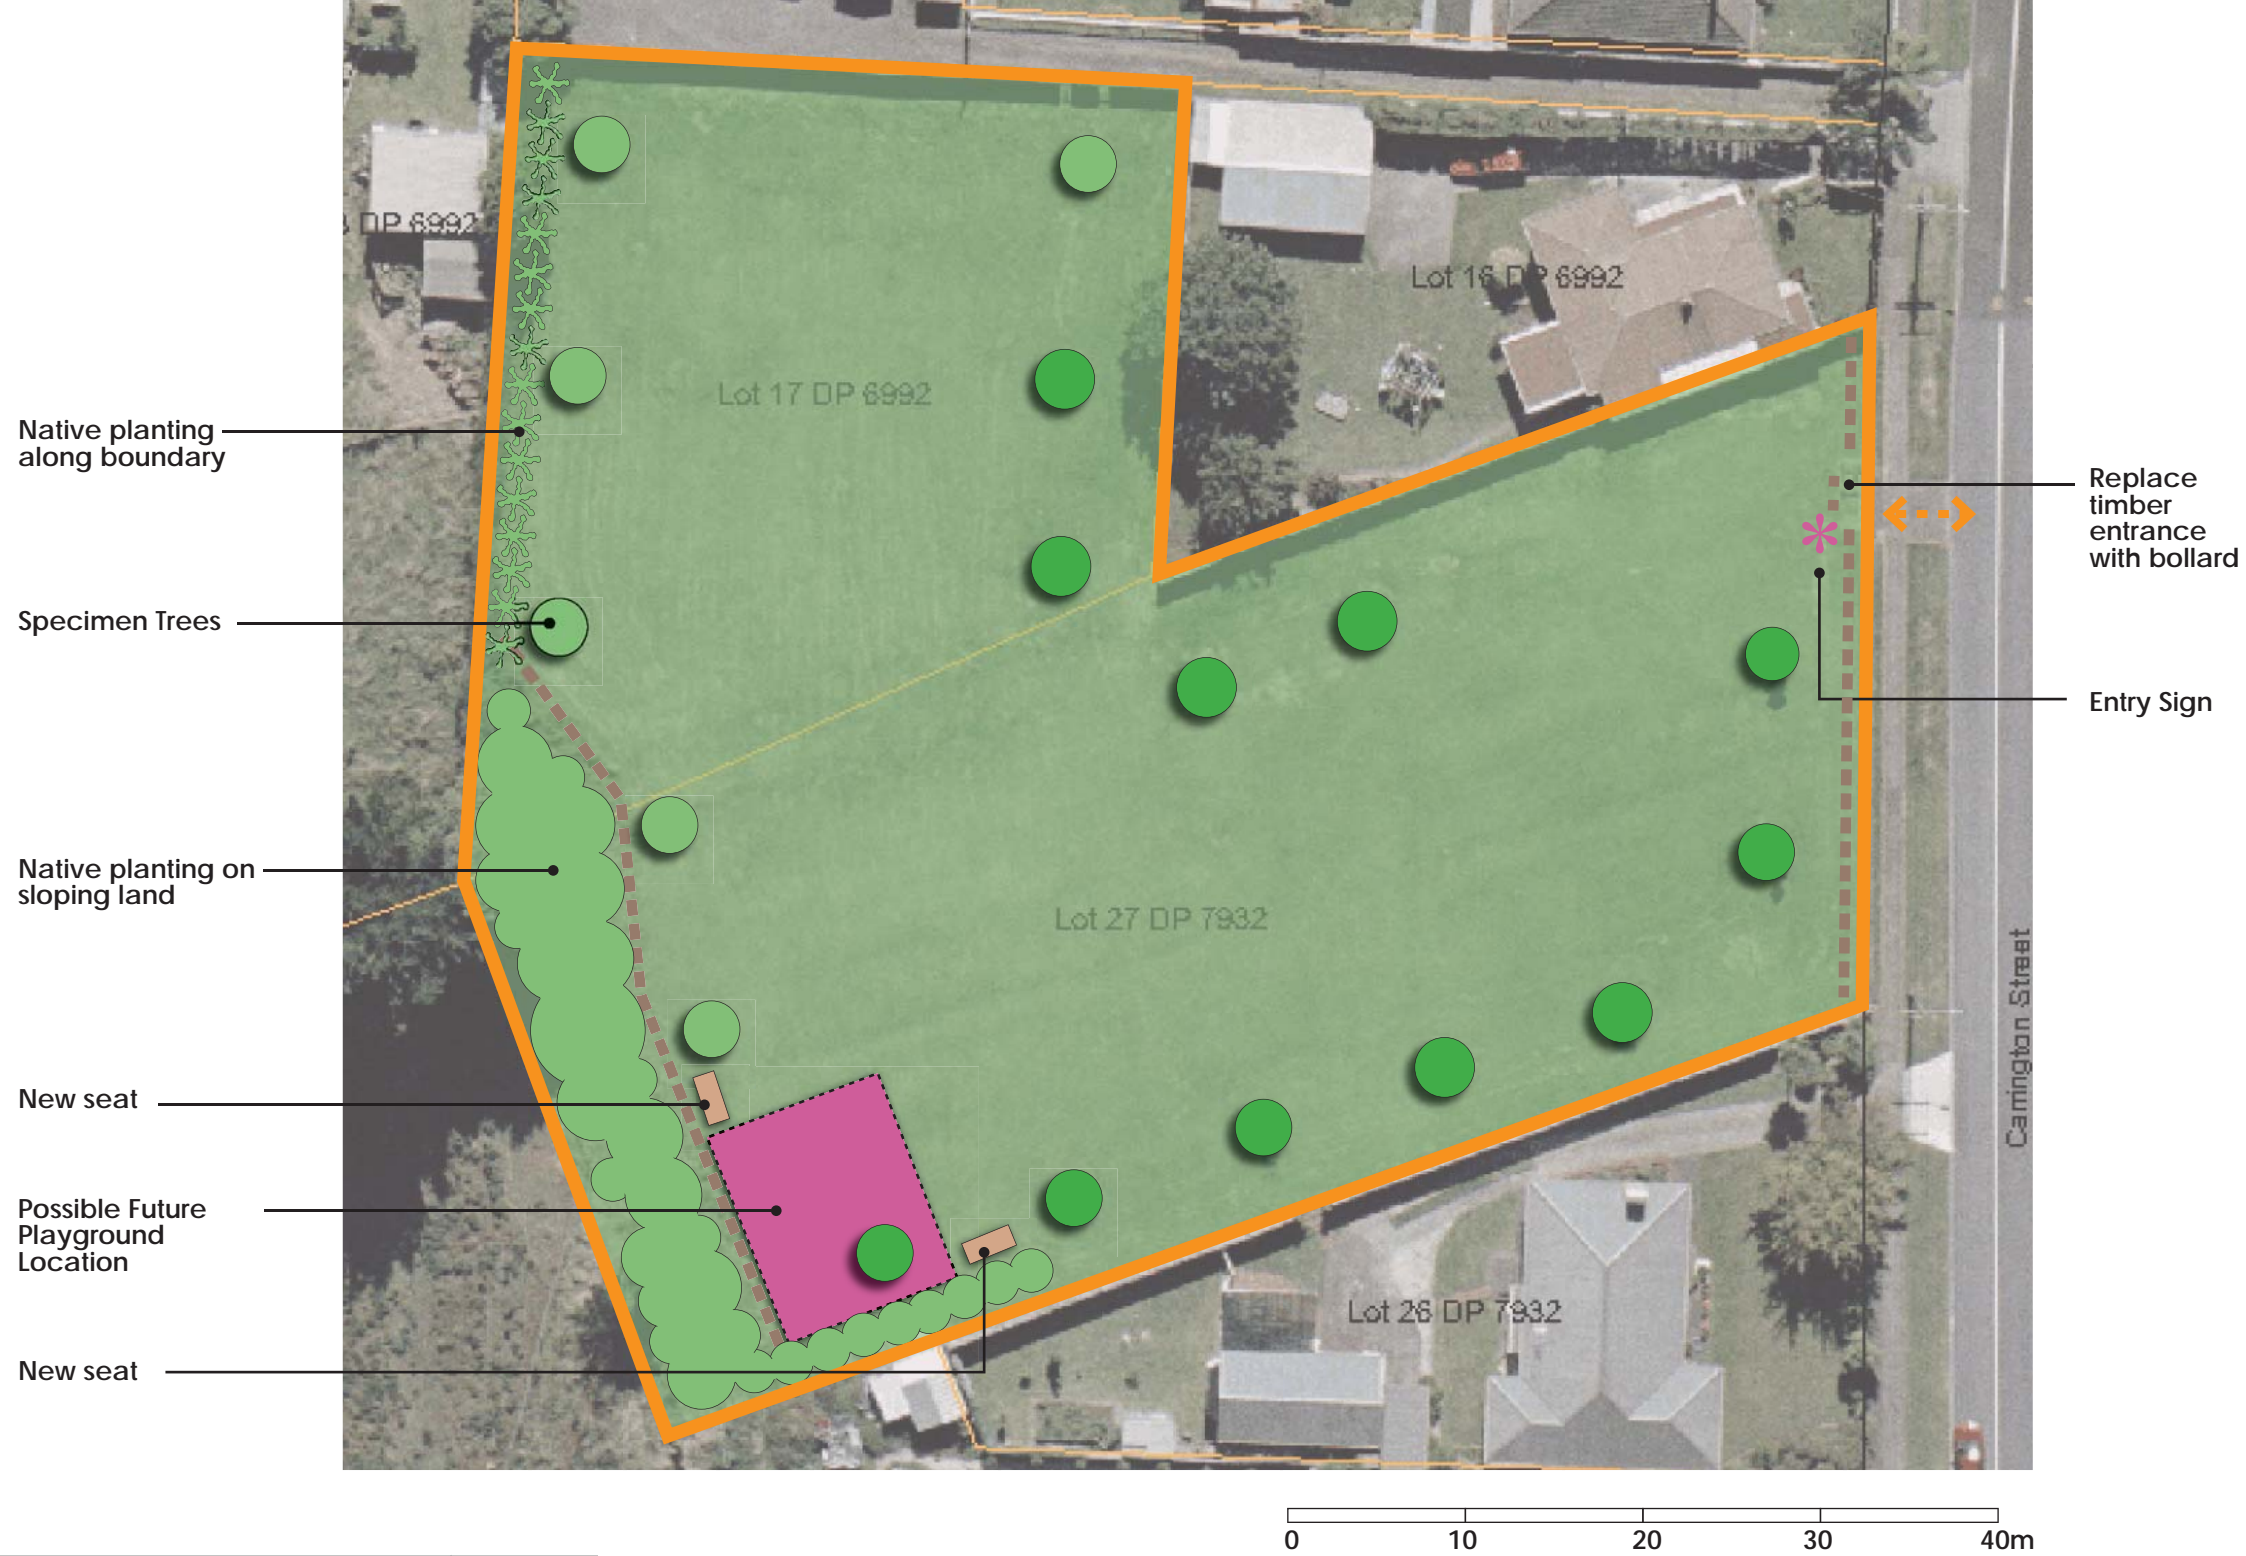 DP 6992
Lot 16 DP 6992
Lot 17 DP 6992
Native planting
along boundary
Replace
timber
entrance
with bollard
Specimen Trees
Entry Sign
Native planting on
sloping land
Lot 27 DP 7932
Carrington Street
New seat
Possible Future
Playground
Location
Lot 26 DP 7932
New seat
0 10 20 30 40m